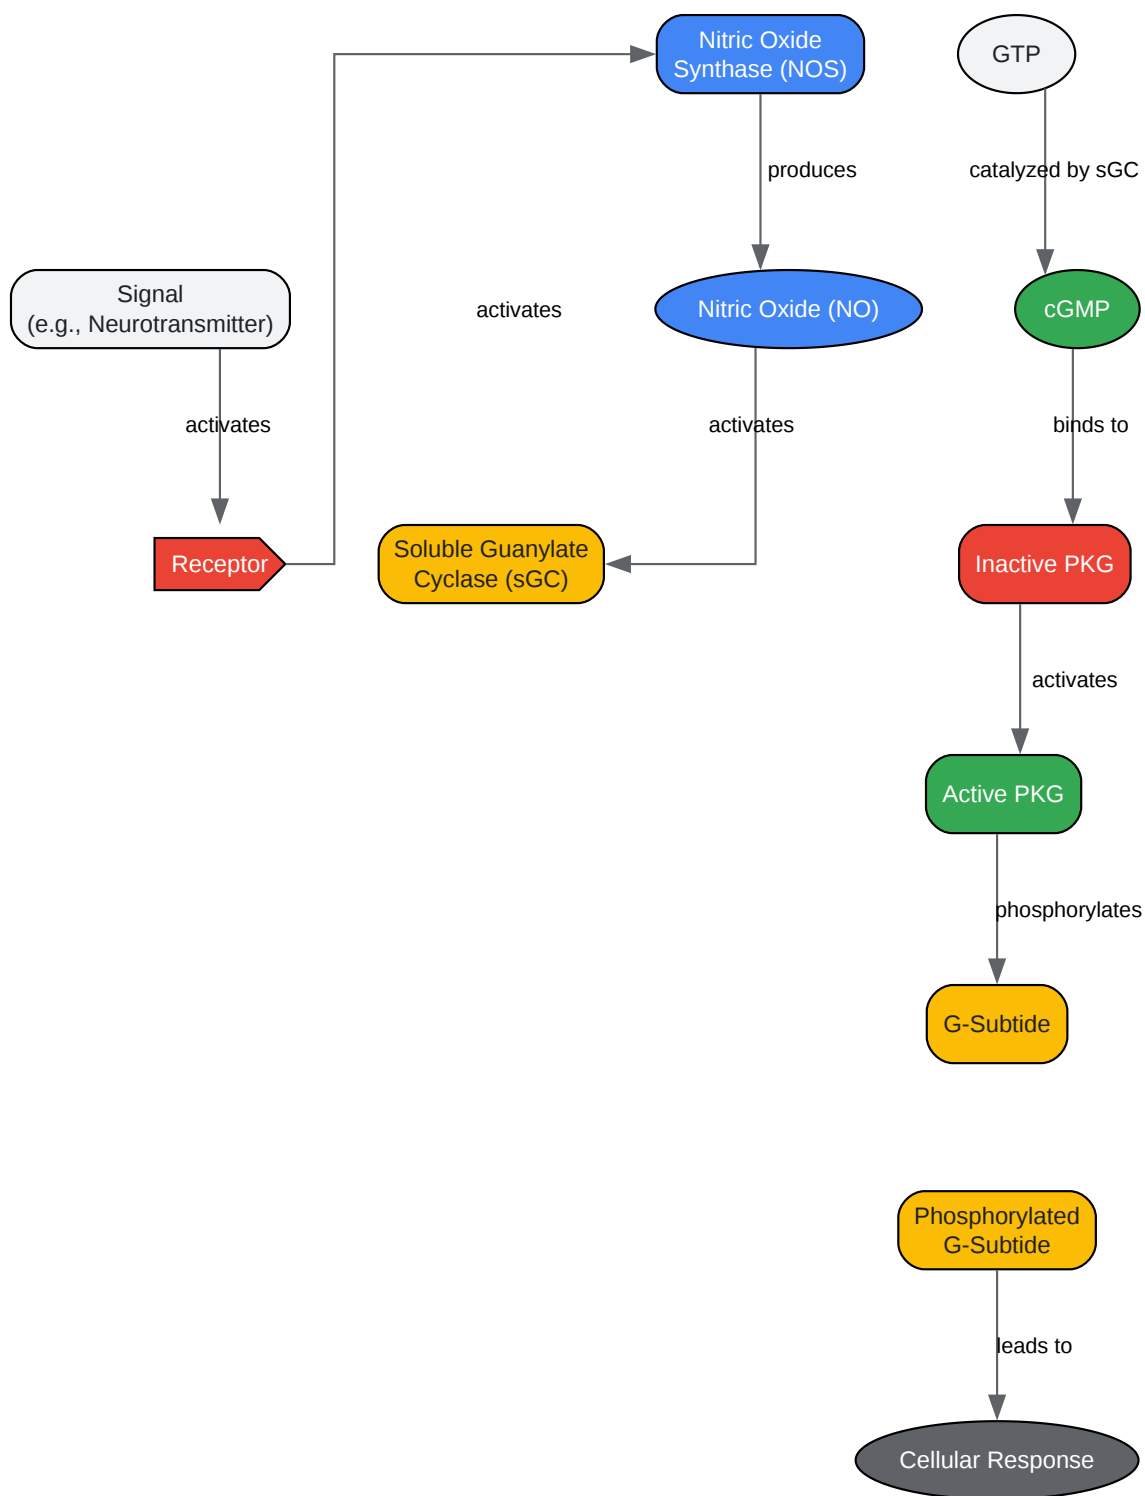 Nitric Oxide
Synthase (NOS)
GTP
produces
catalyzed by sGC
Signal
(e.g., Neurotransmitter)
activates
Nitric Oxide (NO)
cGMP
activates
activates
binds to
Receptor
Soluble Guanylate
Cyclase (sGC)
Inactive PKG
activates
Active PKG
phosphorylates
G-Subtide
Phosphorylated
G-Subtide
leads to
Cellular Response